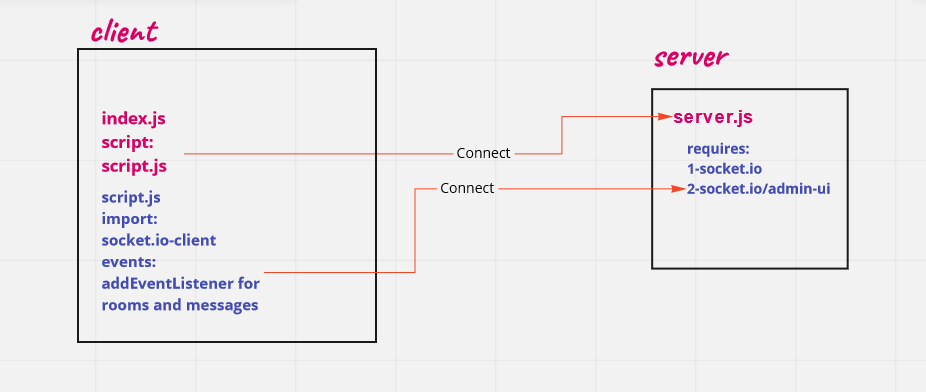 client
index.js
script:
script.js
script.js
import:
socket.io-client
events:
addEventListener for
rooms and messages
Connect
Connect
server
server.js
requires:
1-socket.io
2-socket.io/admin-ui